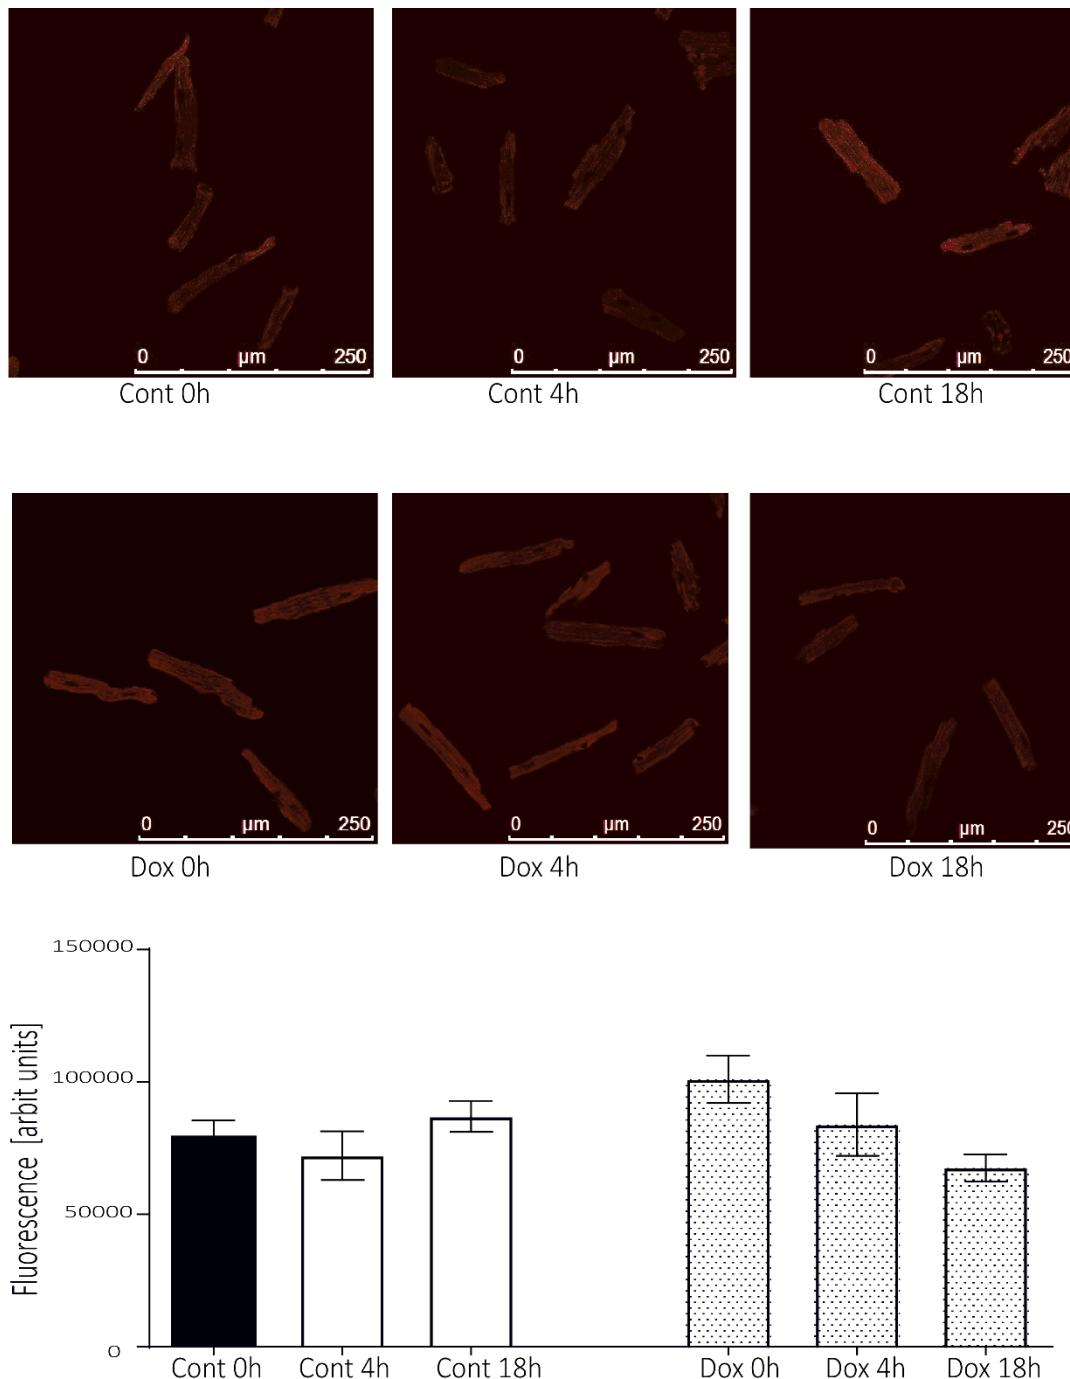 0 µm 250
0 µm 250
0 µm 250
Cont 0h
Cont 4h
Cont 18h
0 µm 250
0 µm 250
0 µm 250
Dox 0h
Dox 4h
Dox 18h
Fluorescence [arbit units]
150000
100000
50000
0
Cont 0h
Cont 4h
Cont 18h
Dox 0h
Dox 4h
Dox 18h